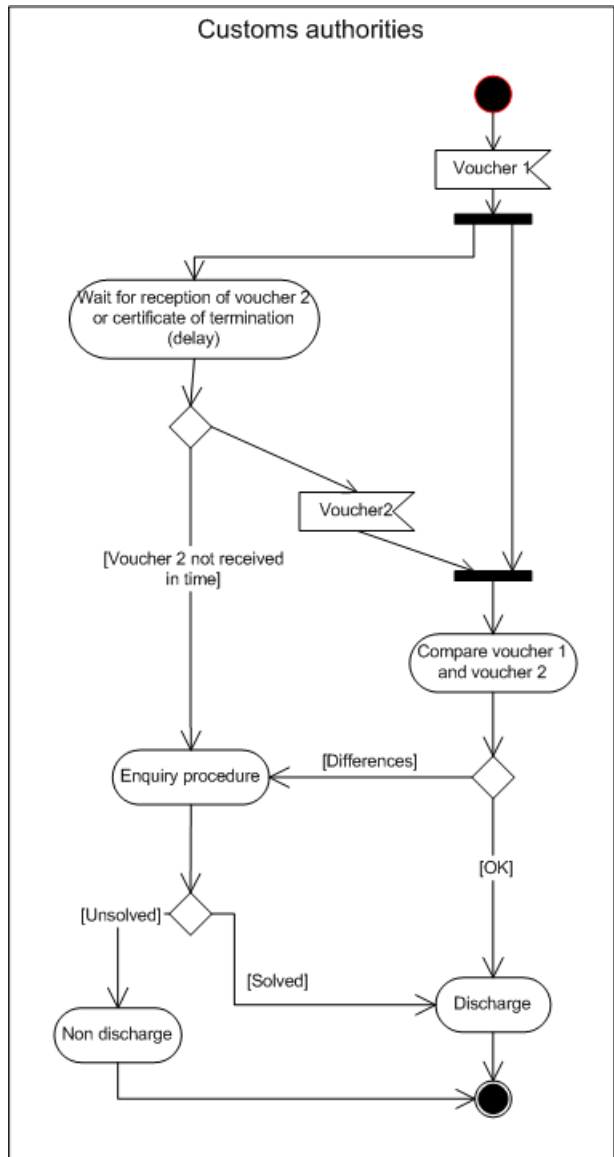 Customs authorities
Voucher 1
Wait for reception of voucher 2
or certificate of termination
(delay)
Voucher2
[Voucher 2 not received
in time]
Compare voucher 1
and voucher 2
[Differences]
Enquiry procedure
[OK]
[Unsolved]
[Solved]
Discharge
Non discharge